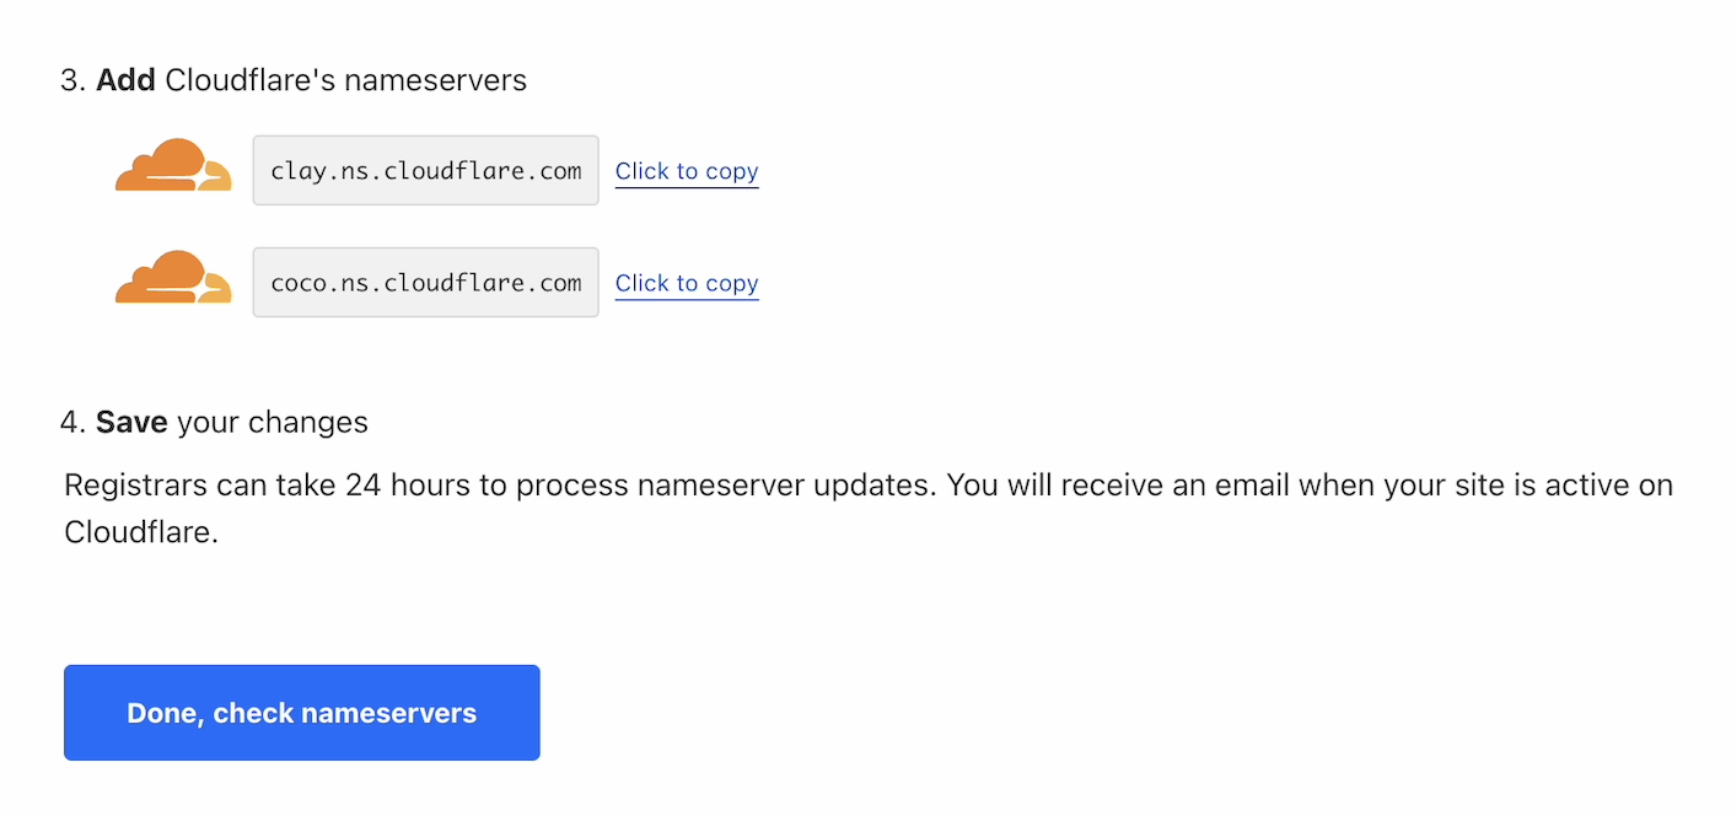 3. Add Cloudflare's nameservers
clay.ns.cloudflare.com Click to copy
coco.ns.cloudflare.com Click to copy
4. Save your changes
Registrars can take 24 hours to process nameserver updates. You will receive an email when your site is active on
Cloudflare.
Done, check nameservers